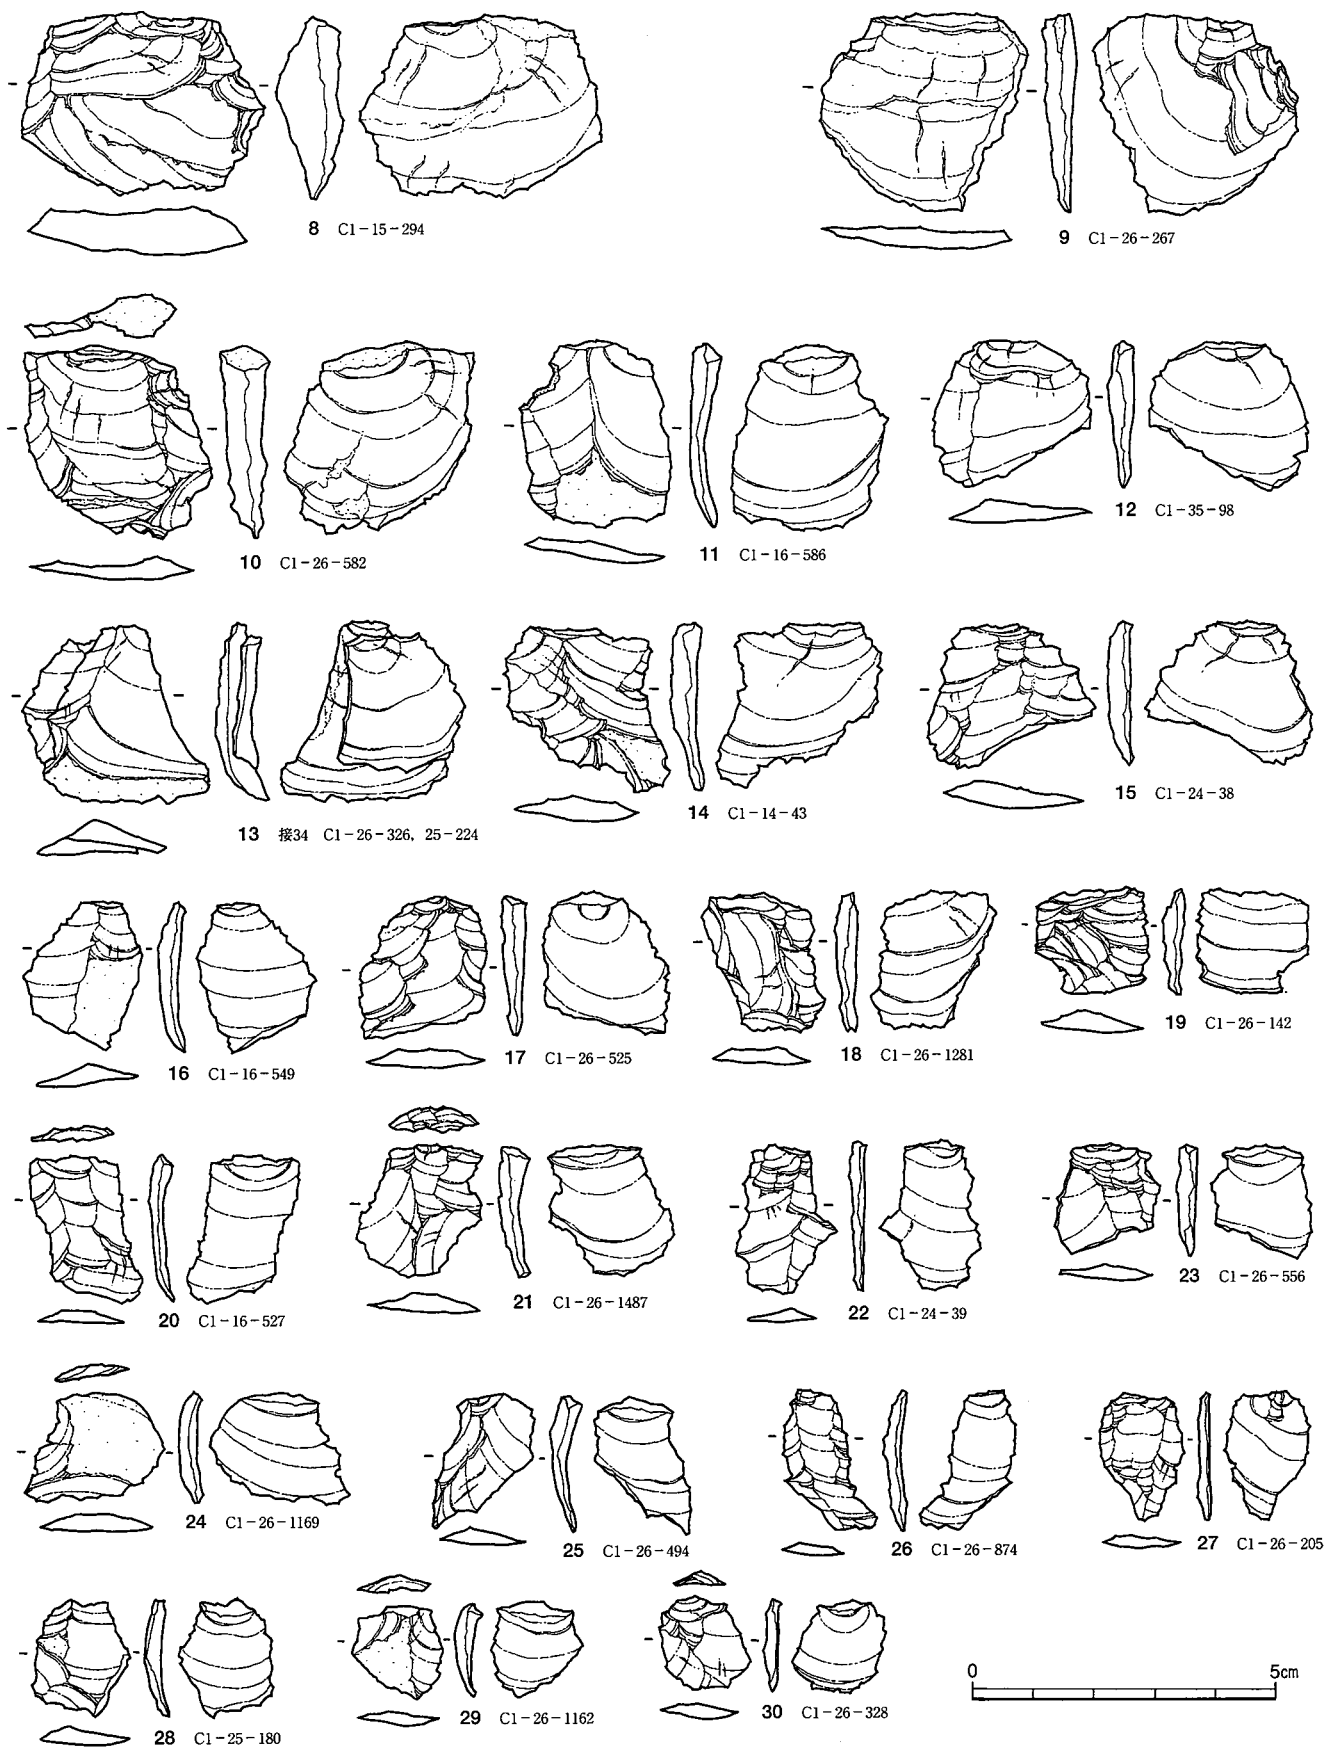 8 C1-15-294
9 C1-26-267
10 C1-26-582
11 C1-16-586
12 C1-35-98
13 接34 C1-26-326, 25-224
14 C1-14-43
15 C1-24-38
16 C1-16-549
17 C1-26-525
18 C1-26-1281
19 C1-26-142
20 C1-16-527
21 C1-26-1487
22 C1-24-39
23 C1-26-556
24 C1-26-1169
25 C1-26-494
26 C1-26-874
27 C1-26-205
28 C1-25-180
29 C1-26-1162
30 C1-26-328
0 5cm